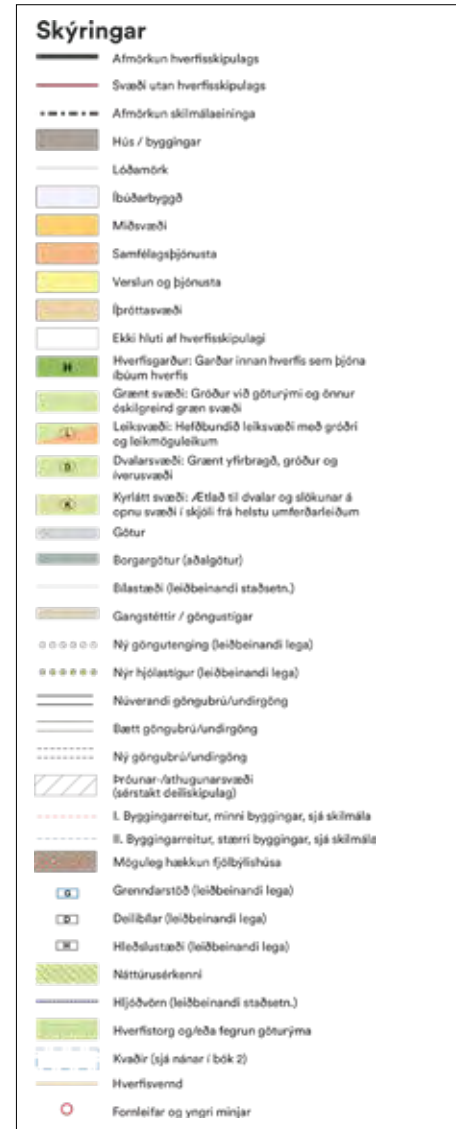 Skýringar
Afmörkun hverfisskipulags
Svæði utan hverfisskipulags
Afmörkun skilmálaeininga
Hús / byggingar
Lóðamörk
Íbúðarbyggð
Miðsvæði
Samfélagsþjónusta
Verslun og þjónusta
Íþróttasvæði
Ekki hluti af hverfisskipulagi
H
Hverfisgarður: Garðar innan hverfis sem þjóna
íbúum hverfis
Grænt svæði: Gróður við göturými og önnur
óskilgreind græn svæði
L
Leiksvæði: Hefðbundið leiksvæði með gróðri
og leikmöguleikum
D
Dvalarsvæði: Grænt yfirbragð, gróður og
íverusvæði
K
Kyrlátt svæði: Ætlað til dvalar og slökunar á
opnu svæði í skjóli frá helstu umferðarleiðum
Götur
Borgargötur (aðalgötur)
Bílastæði (leiðbeinandi staðsetn.)
Gangstéttir / göngustígar
Ný göngutenging (leiðbeinandi lega)
Nýr hjólastígur (leiðbeinandi lega)
Núverandi göngubrú/undirgöng
Bætt göngubrú/undirgöng
Ný göngubrú/undirgöng
Þróunar-/athugunarsvæði
(sérstakt deiliskipulag)
I. Byggingarreitur, minni byggingar, sjá skilmála
II. Byggingarreitur, stærri byggingar, sjá skilmála
Möguleg hækkun fjölbýlishúsa
G
Grenndarstöð (leiðbeinandi lega)
D
Deilibílar (leiðbeinandi lega)
H
Hleðslustæði (leiðbeinandi lega)
Náttúrusérkenni
Hljóðvörn (leiðbeinandi staðsetn.)
Hverfistorg og/eða fegrun göturýma
Kvaðir (sjá nánar í bók 2)
Hverfisvernd
Fornleifar og yngri minjar